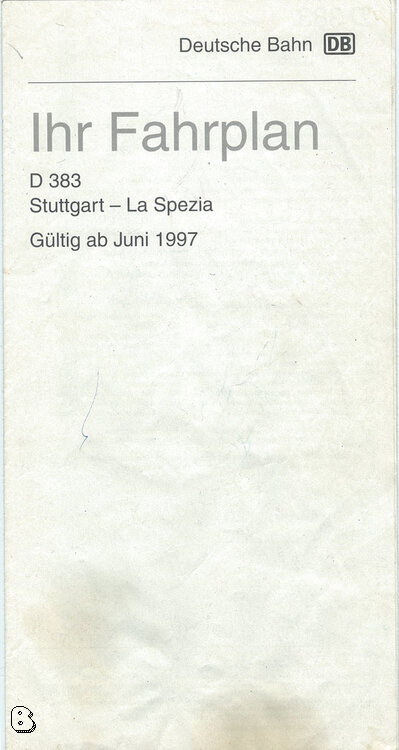 Deutsche Bahn DB
Ihr Fahrplan
D 383
Stuttgart – La Spezia
Gültig ab Juni 1997
B